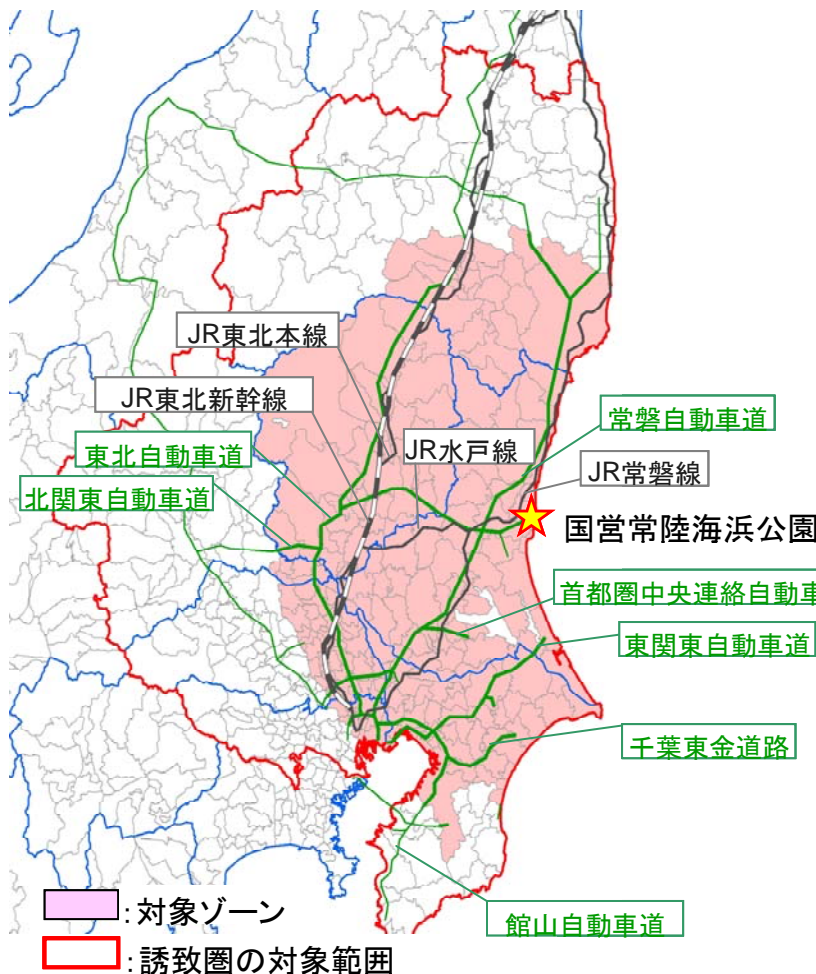 JR東北本線
JR東北新幹線
東北自動車道
北関東自動車道
JR水戸線
常磐自動車道
JR常磐線
国営常陸海浜公園
首都圏中央連絡自動車
東関東自動車道
千葉東金道路
館山自動車道
:対象ゾーン
:誘致圏の対象範囲